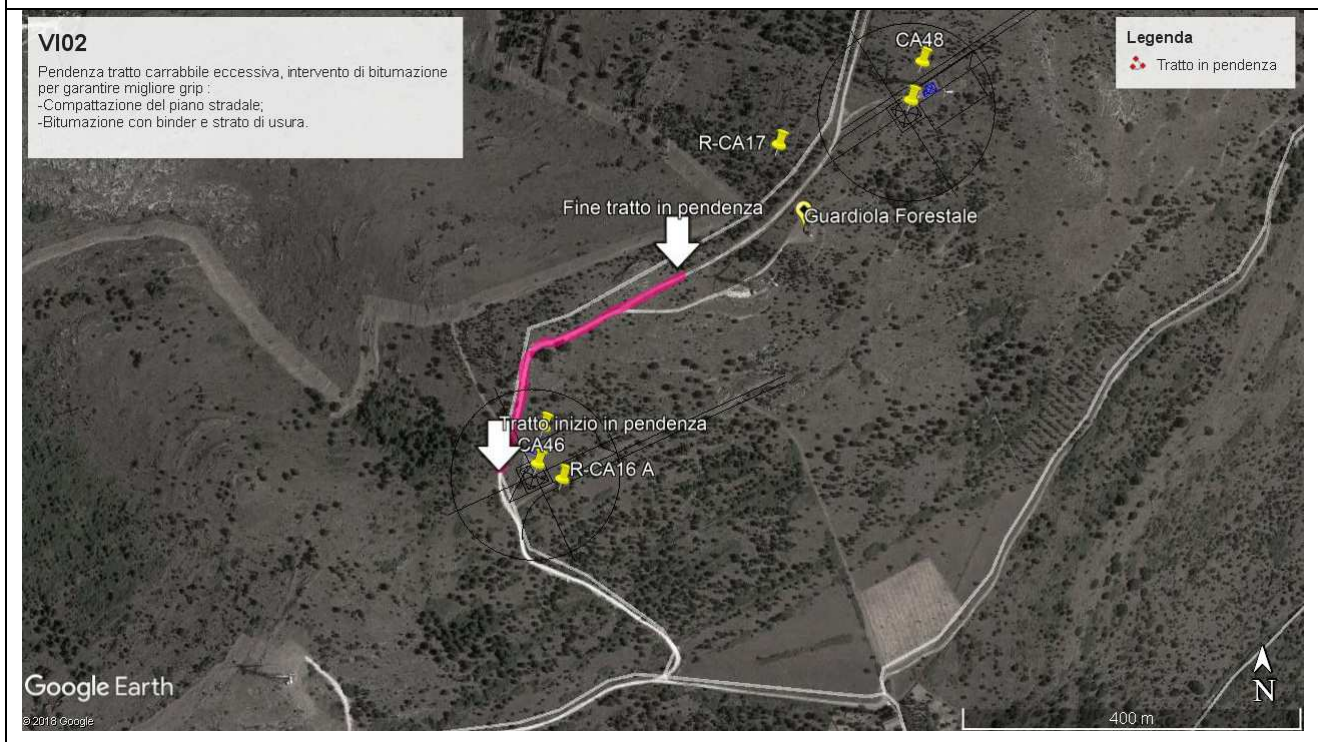 VI02
Pendenza tratto carrabbile eccessiva, intervento di bitumazione
per garantire migliore grip :
-Compattazione del piano stradale;
-Bitumazione con binder e strato di usura.
Legenda
Tratto in pendenza
CA48
R-CA17
Fine tratto in pendenza
Guardiola Forestale
Tratto inizio in pendenza
CA46
R-CA16 A
Google Earth
© 2018 Google
N
400 m